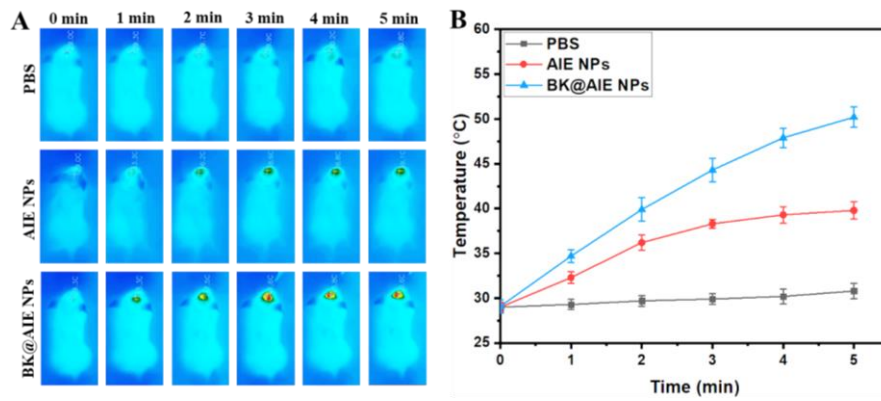 A
0 min 1 min 2 min 3 min 4 min 5 min
PBS
AIE NPs
BK@AIE NPs
B
PBS
AIE NPs
BK@AIE NPs
Temperature (°C)
60
55
50
45
40
35
30
25
20
0 1 2 3 4 5
Time (min)